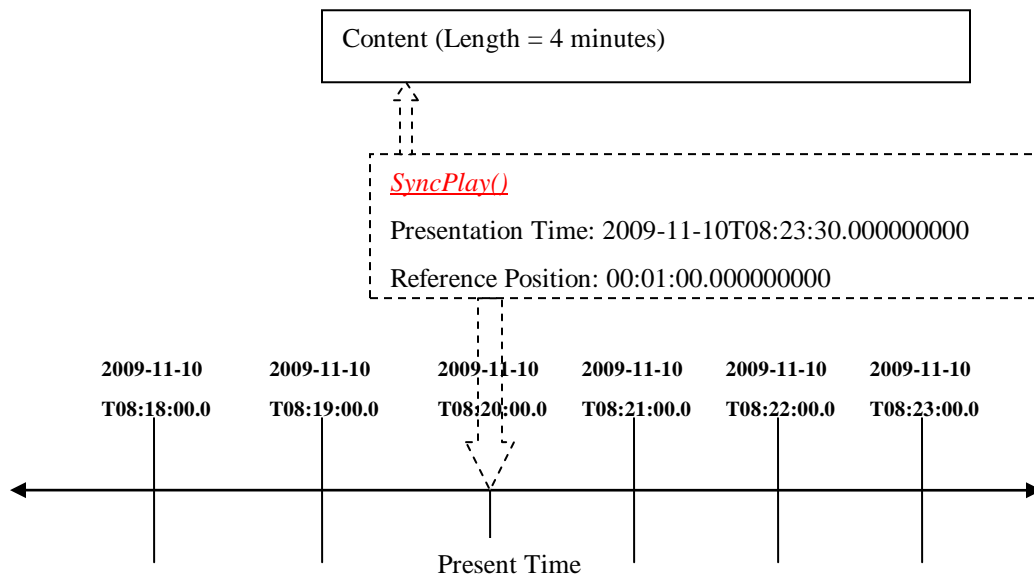 Content (Length = 4 minutes)
SyncPlay()
Presentation Time: 2009-11-10T08:23:30.000000000
Reference Position: 00:01:00.000000000
2009-11-10 2009-11-10 2009-11-10 2009-11-10 2009-11-10 2009-11-10
T08:18:00.0 T08:19:00.0 T08:20:00.0 T08:21:00.0 T08:22:00.0 T08:23:00.0
Present Time